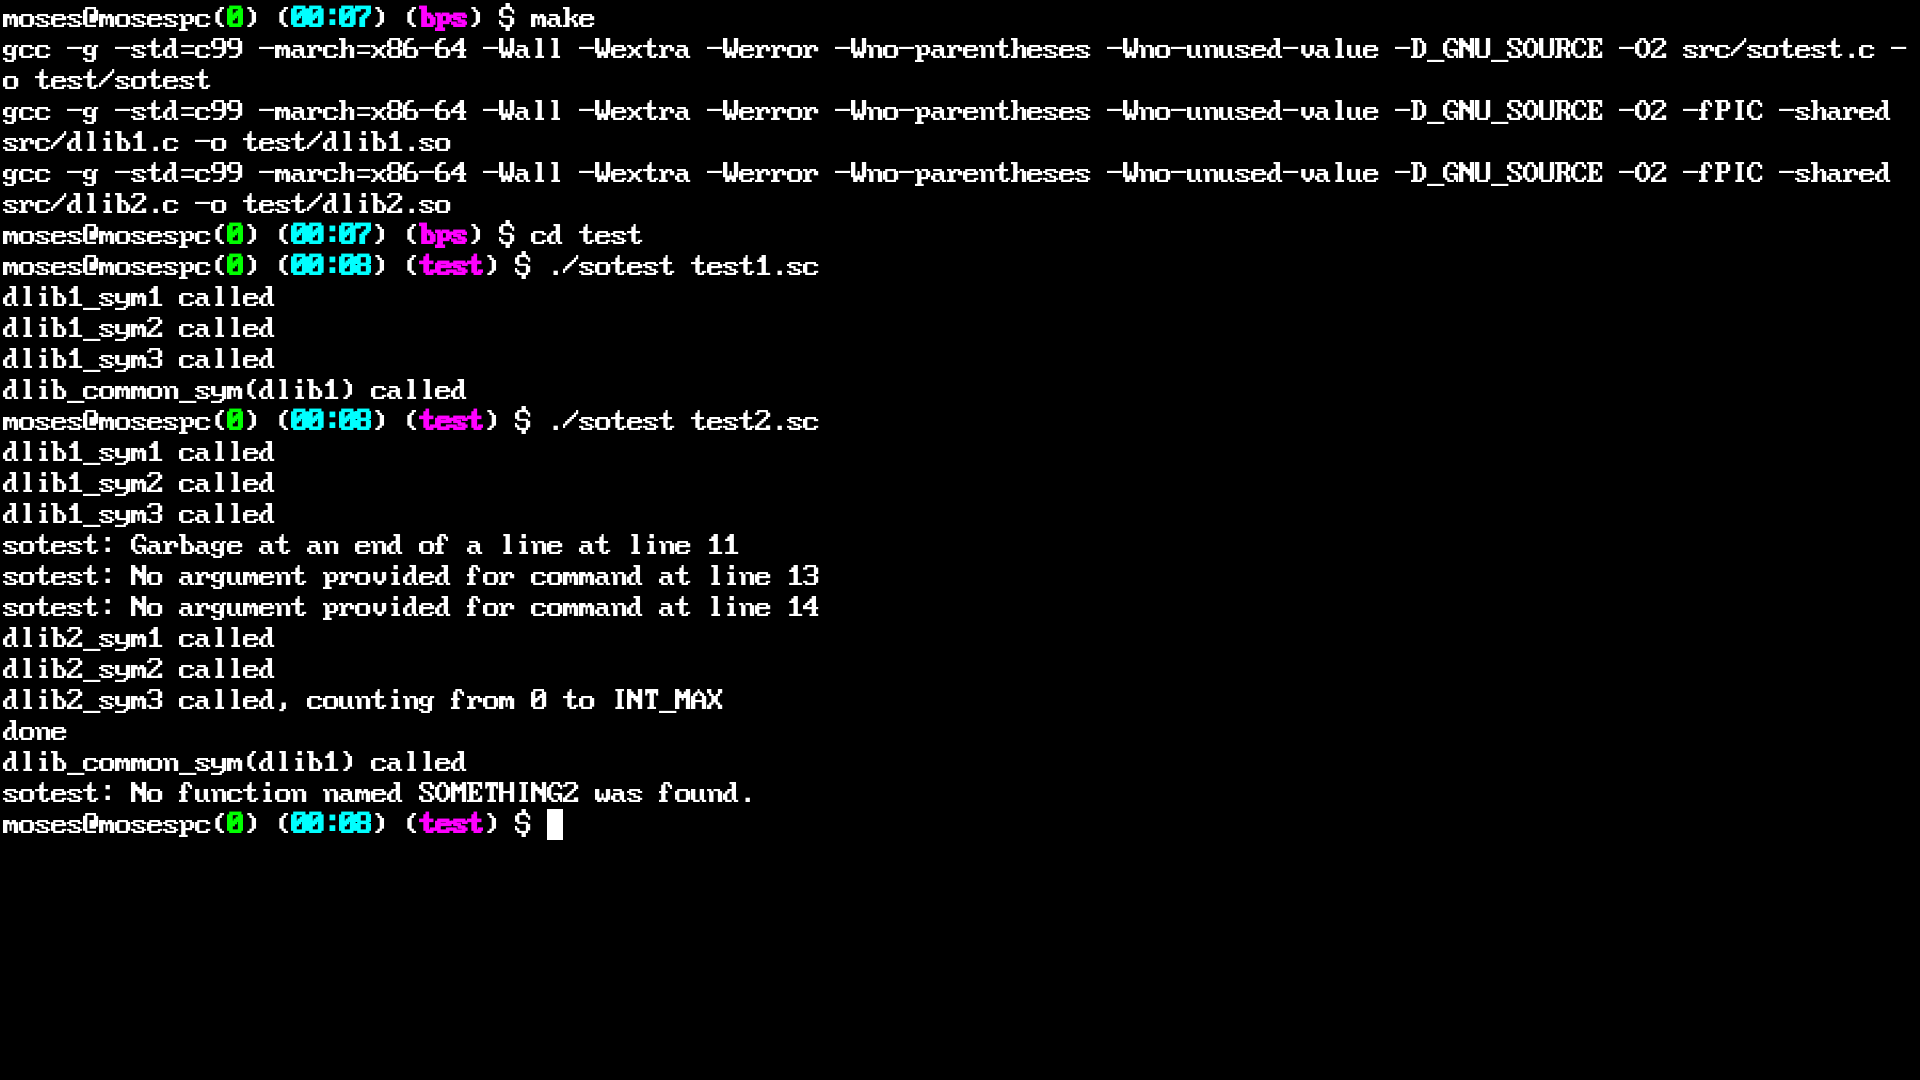 moses@mosespc(0) (00:07) (bps) $ make
gcc -g -std=c99 -march=x86-64 -Wall -Wextra -Werror -Wno-parentheses -Wno-unused-value -D_GNU_SOURCE -O2 src/sotest.c -
o test/sotest
gcc -g -std=c99 -march=x86-64 -Wall -Wextra -Werror -Wno-parentheses -Wno-unused-value -D_GNU_SOURCE -O2 -fPIC -shared
src/dlib1.c -o test/dlib1.so
gcc -g -std=c99 -march=x86-64 -Wall -Wextra -Werror -Wno-parentheses -Wno-unused-value -D_GNU_SOURCE -O2 -fPIC -shared
src/dlib2.c -o test/dlib2.so
moses@mosespc(0) (00:07) (bps) $ cd test
moses@mosespc(0) (00:08) (test) $ ./sotest test1.sc
dlib1_sym1 called
dlib1_sym2 called
dlib1_sym3 called
dlib_common_sym(dlib1) called
moses@mosespc(0) (00:08) (test) $ ./sotest test2.sc
dlib1_sym1 called
dlib1_sym2 called
dlib1_sym3 called
sotest: Garbage at an end of a line at line 11
sotest: No argument provided for command at line 13
sotest: No argument provided for command at line 14
dlib2_sym1 called
dlib2_sym2 called
dlib2_sym3 called, counting from 0 to INT_MAX
done
dlib_common_sym(dlib1) called
sotest: No function named SOMETHING2 was found.
moses@mosespc(0) (00:08) (test) $